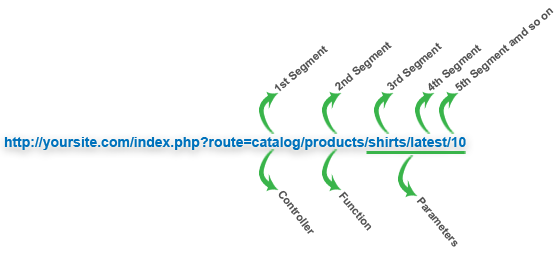 1st Segment
2nd Segment
3rd Segment
4th Segment
5th Segment amd so on
http://yoursite.com/index.php?route=catalog/products/shirts/latest/10
Controller
Function
Parameters